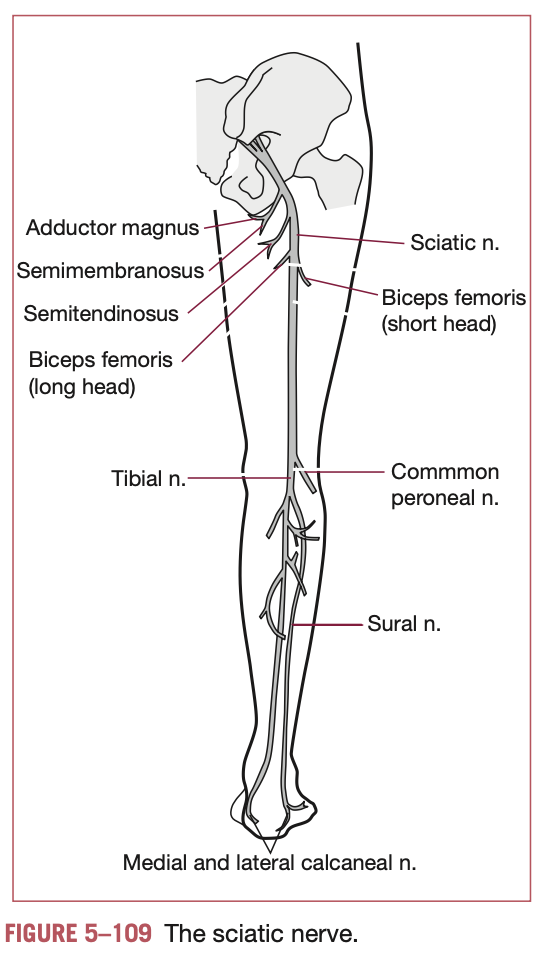 Adductor magnus
Semimembranosus
Semitendinosus
Biceps femoris
(long head)
Sciatic n.
Biceps femoris
(short head)
Tibial n.
Commmon
peroneal n.
Sural n.
Medial and lateral calcaneal n.
FIGURE 5–109 The sciatic nerve.